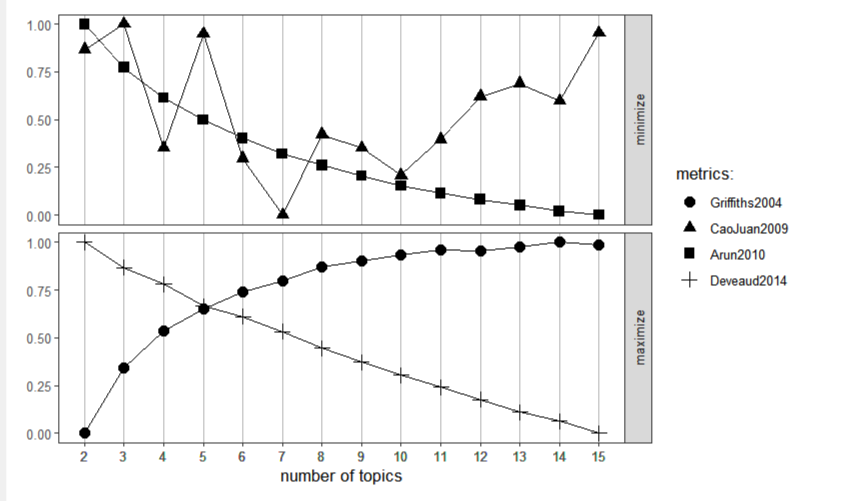 1.00
0.75
0.50
0.25
0.00
minimize
1.00
0.75
0.50
0.25
0.00
maximize
2 3 4 5 6 7 8 9 10 11 12 13 14 15
number of topics
metrics:
Griffiths2004
CaoJuan2009
Arun2010
Deveaud2014